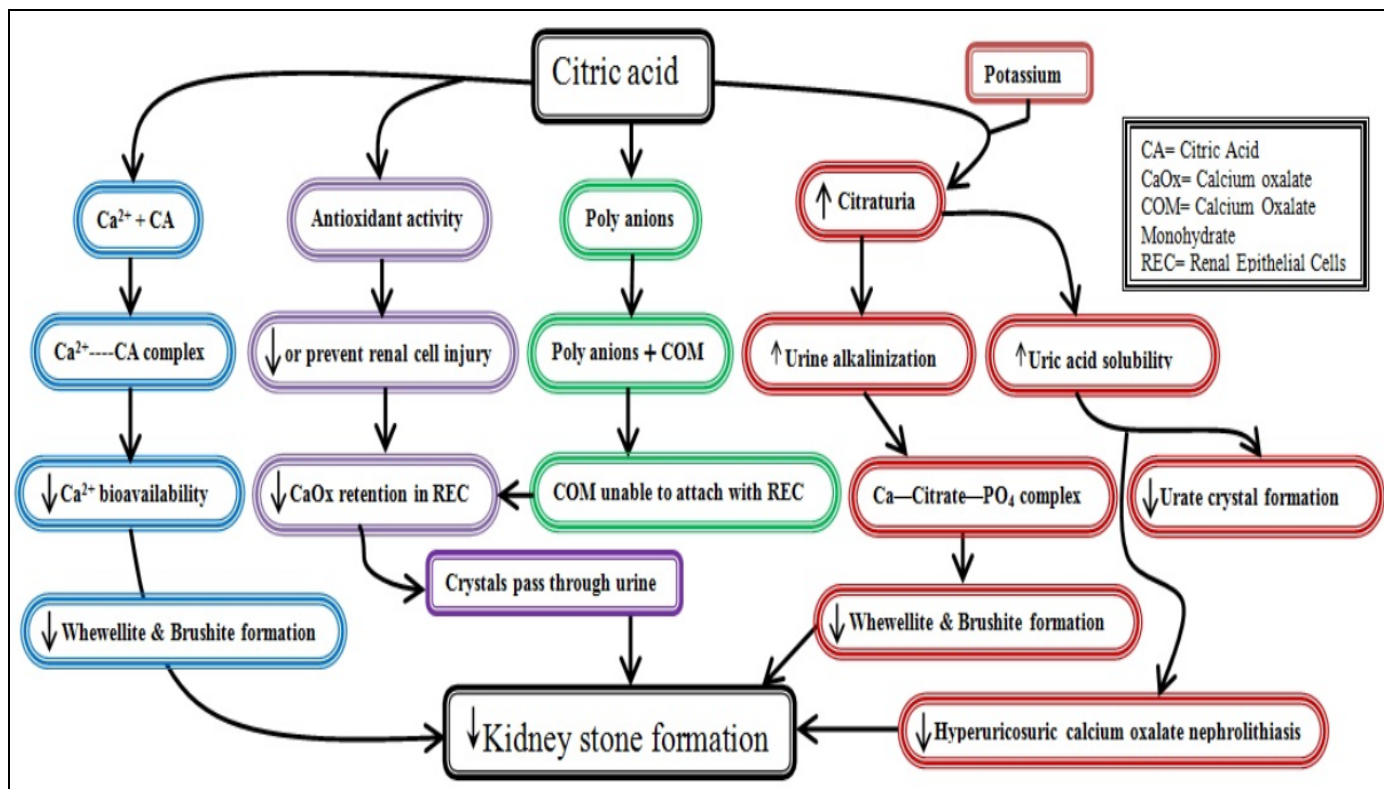 Citric acid
Potassium
CA= Citric Acid
CaOx= Calcium oxalate
COM= Calcium Oxalate
Monohydrate
REC= Renal Epithelial Cells
Ca²⁺ + CA
Antioxidant activity
Poly anions
↑ Citraturia
Ca²⁺----CA complex
↓ or prevent renal cell injury
Poly anions + COM
↑ Urine alkalinization
↑ Uric acid solubility
↓ Ca²⁺ bioavailability
↓ CaOx retention in REC
COM unable to attach with REC
Ca—Citrate—PO₄ complex
↓ Urate crystal formation
Crystals pass through urine
↓ Whewellite & Brushite formation
↓ Whewellite & Brushite formation
↓ Kidney stone formation
↓ Hyperuricosuric calcium oxalate nephrolithiasis